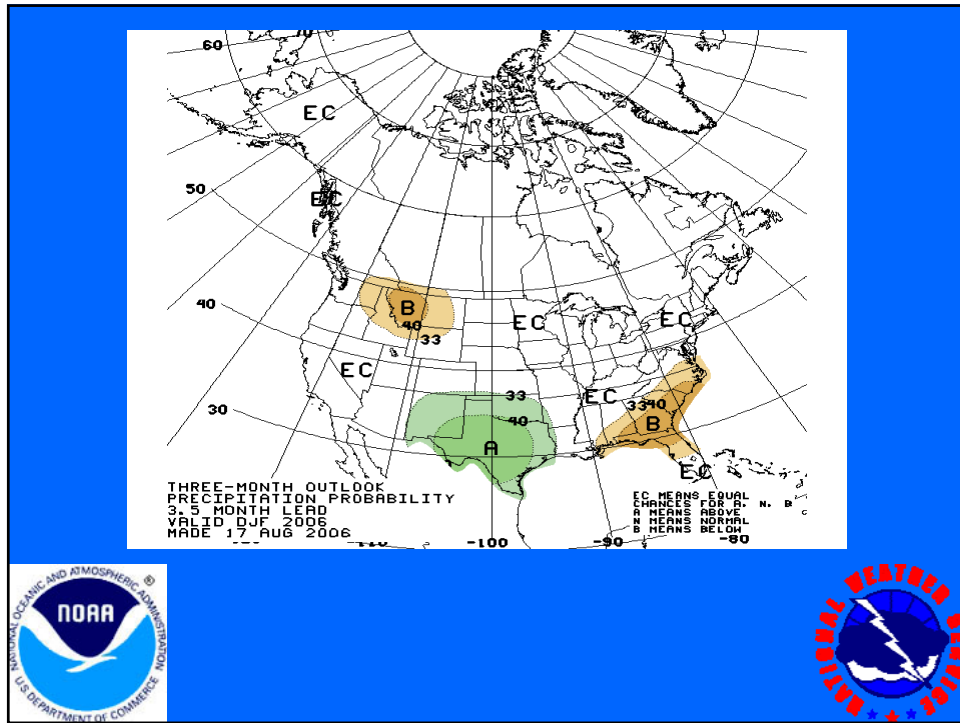 60
70
EC
50
EC
40
B
40
33
EC
EC
EC
33
EC
33
40
30
40
B
A
EC
THREE-MONTH OUTLOOK
PRECIPITATION PROBABILITY
3.5 MONTH LEAD
VALID DJF 2006
MADE 17 AUG 2006
EC MEANS EQUAL
CHANCES FOR A, N, B
A MEANS ABOVE
N MEANS NORMAL
B MEANS BELOW
-110
-100
-90
-80
NATIONAL OCEANIC AND ATMOSPHERIC ADMINISTRATION
®
NOAA
U.S. DEPARTMENT OF COMMERCE
NATIONAL WEATHER SERVICE